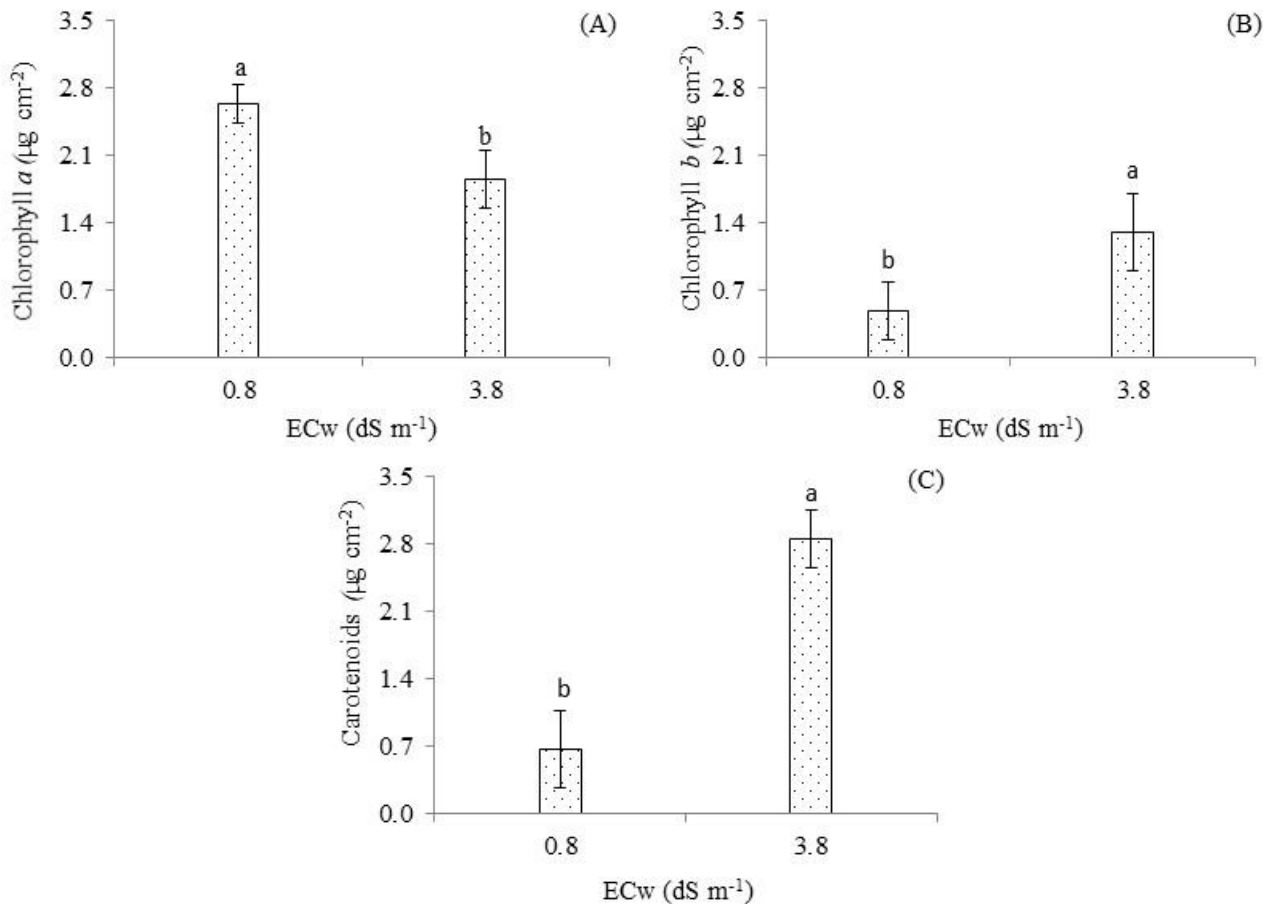 (A)
Chlorophyll a (µg cm-2)
3.5
2.8
2.1
1.4
0.7
0.0
a
b
0.8
3.8
ECw (dS m-1)
(B)
Chlorophyll b (µg cm-2)
3.5
2.8
2.1
1.4
0.7
0.0
b
a
0.8
3.8
ECw (dS m-1)
(C)
Carotenoids (µg cm-2)
3.5
2.8
2.1
1.4
0.7
0.0
b
a
0.8
3.8
ECw (dS m-1)